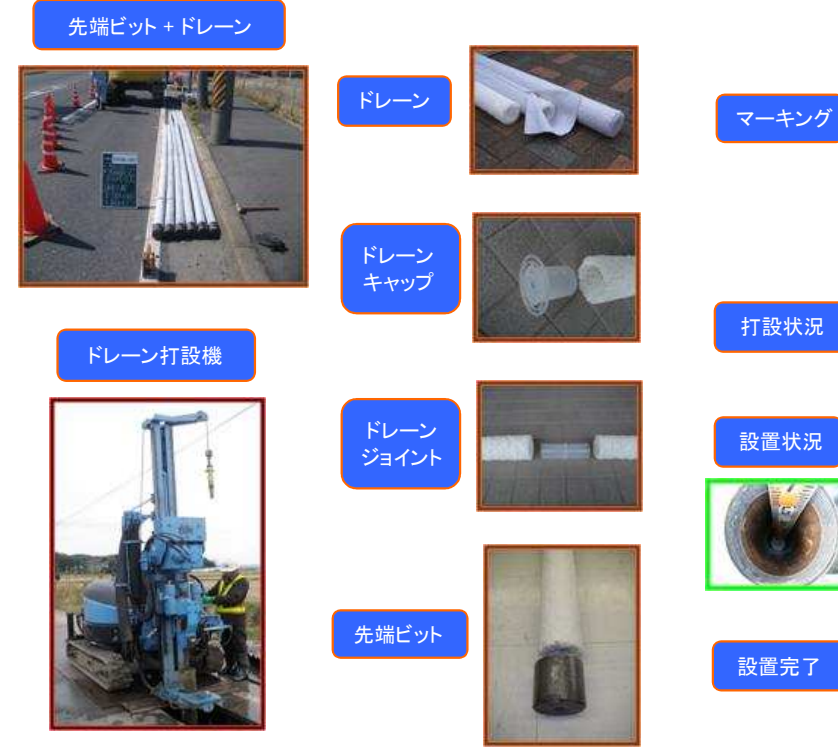 先端ビット + ドレーン
ドレーン
マーキング
ドレーン
キャップ
打設状況
ドレーン打設機
ドレーン
ジョイント
設置状況
先端ビット
設置完了